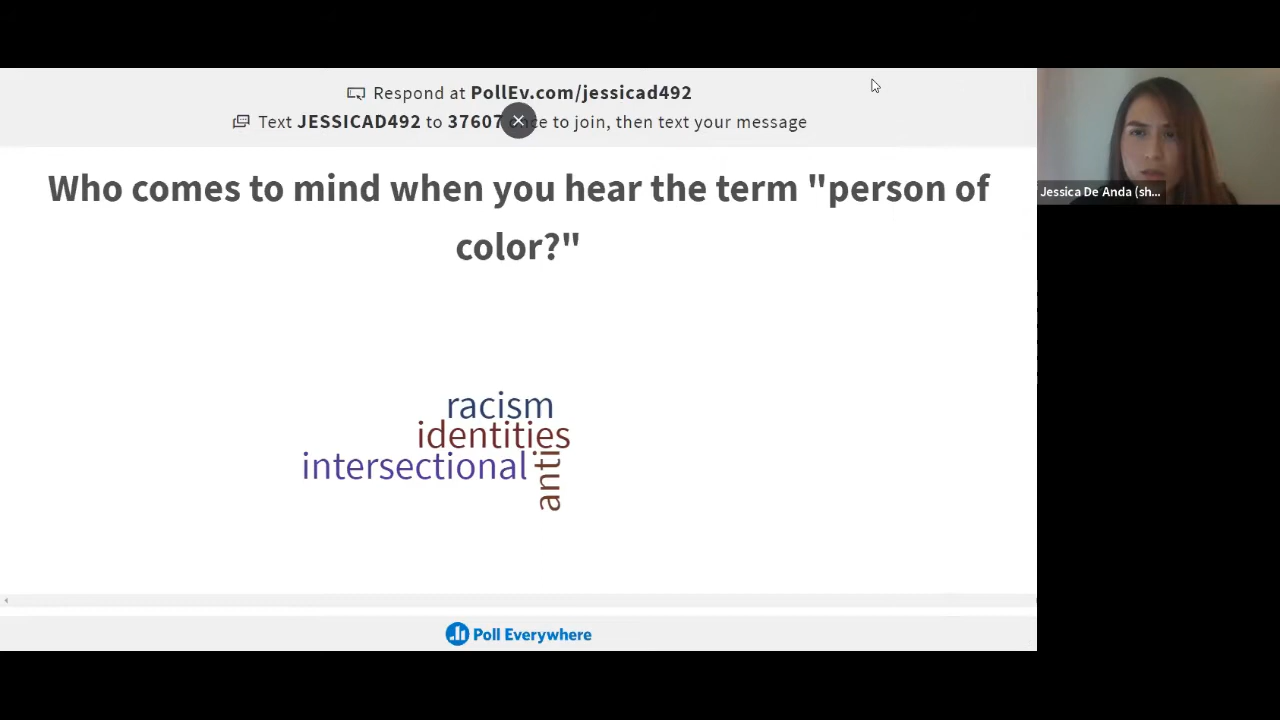 Respond at PollEv.com/jessicad492
Text JESSICAD492 to 37607 once to join, then text your message
Who comes to mind when you hear the term "person of
color?"
racism
identities
intersectional
anti
Jessica De Anda (sh...
Poll Everywhere